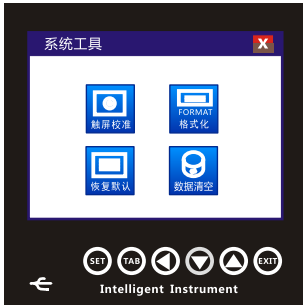 系统工具
X
触屏校准
FORMAT
格式化
恢复默认
数据清空
SET
TAB
EXIT
Intelligent Instrument